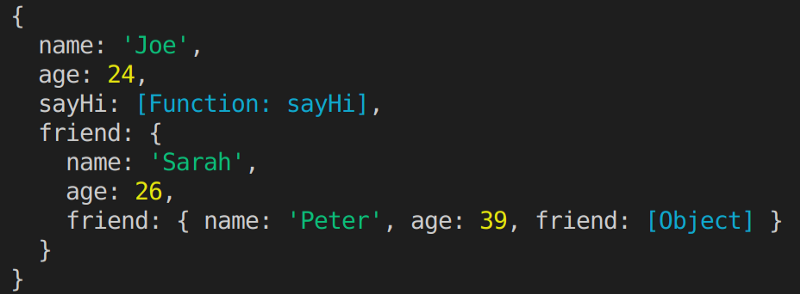 {
  name: 'Joe',
  age: 24,
  sayHi: [Function: sayHi],
  friend: {
    name: 'Sarah',
    age: 26,
    friend: { name: 'Peter', age: 39, friend: [Object] }
  }
}